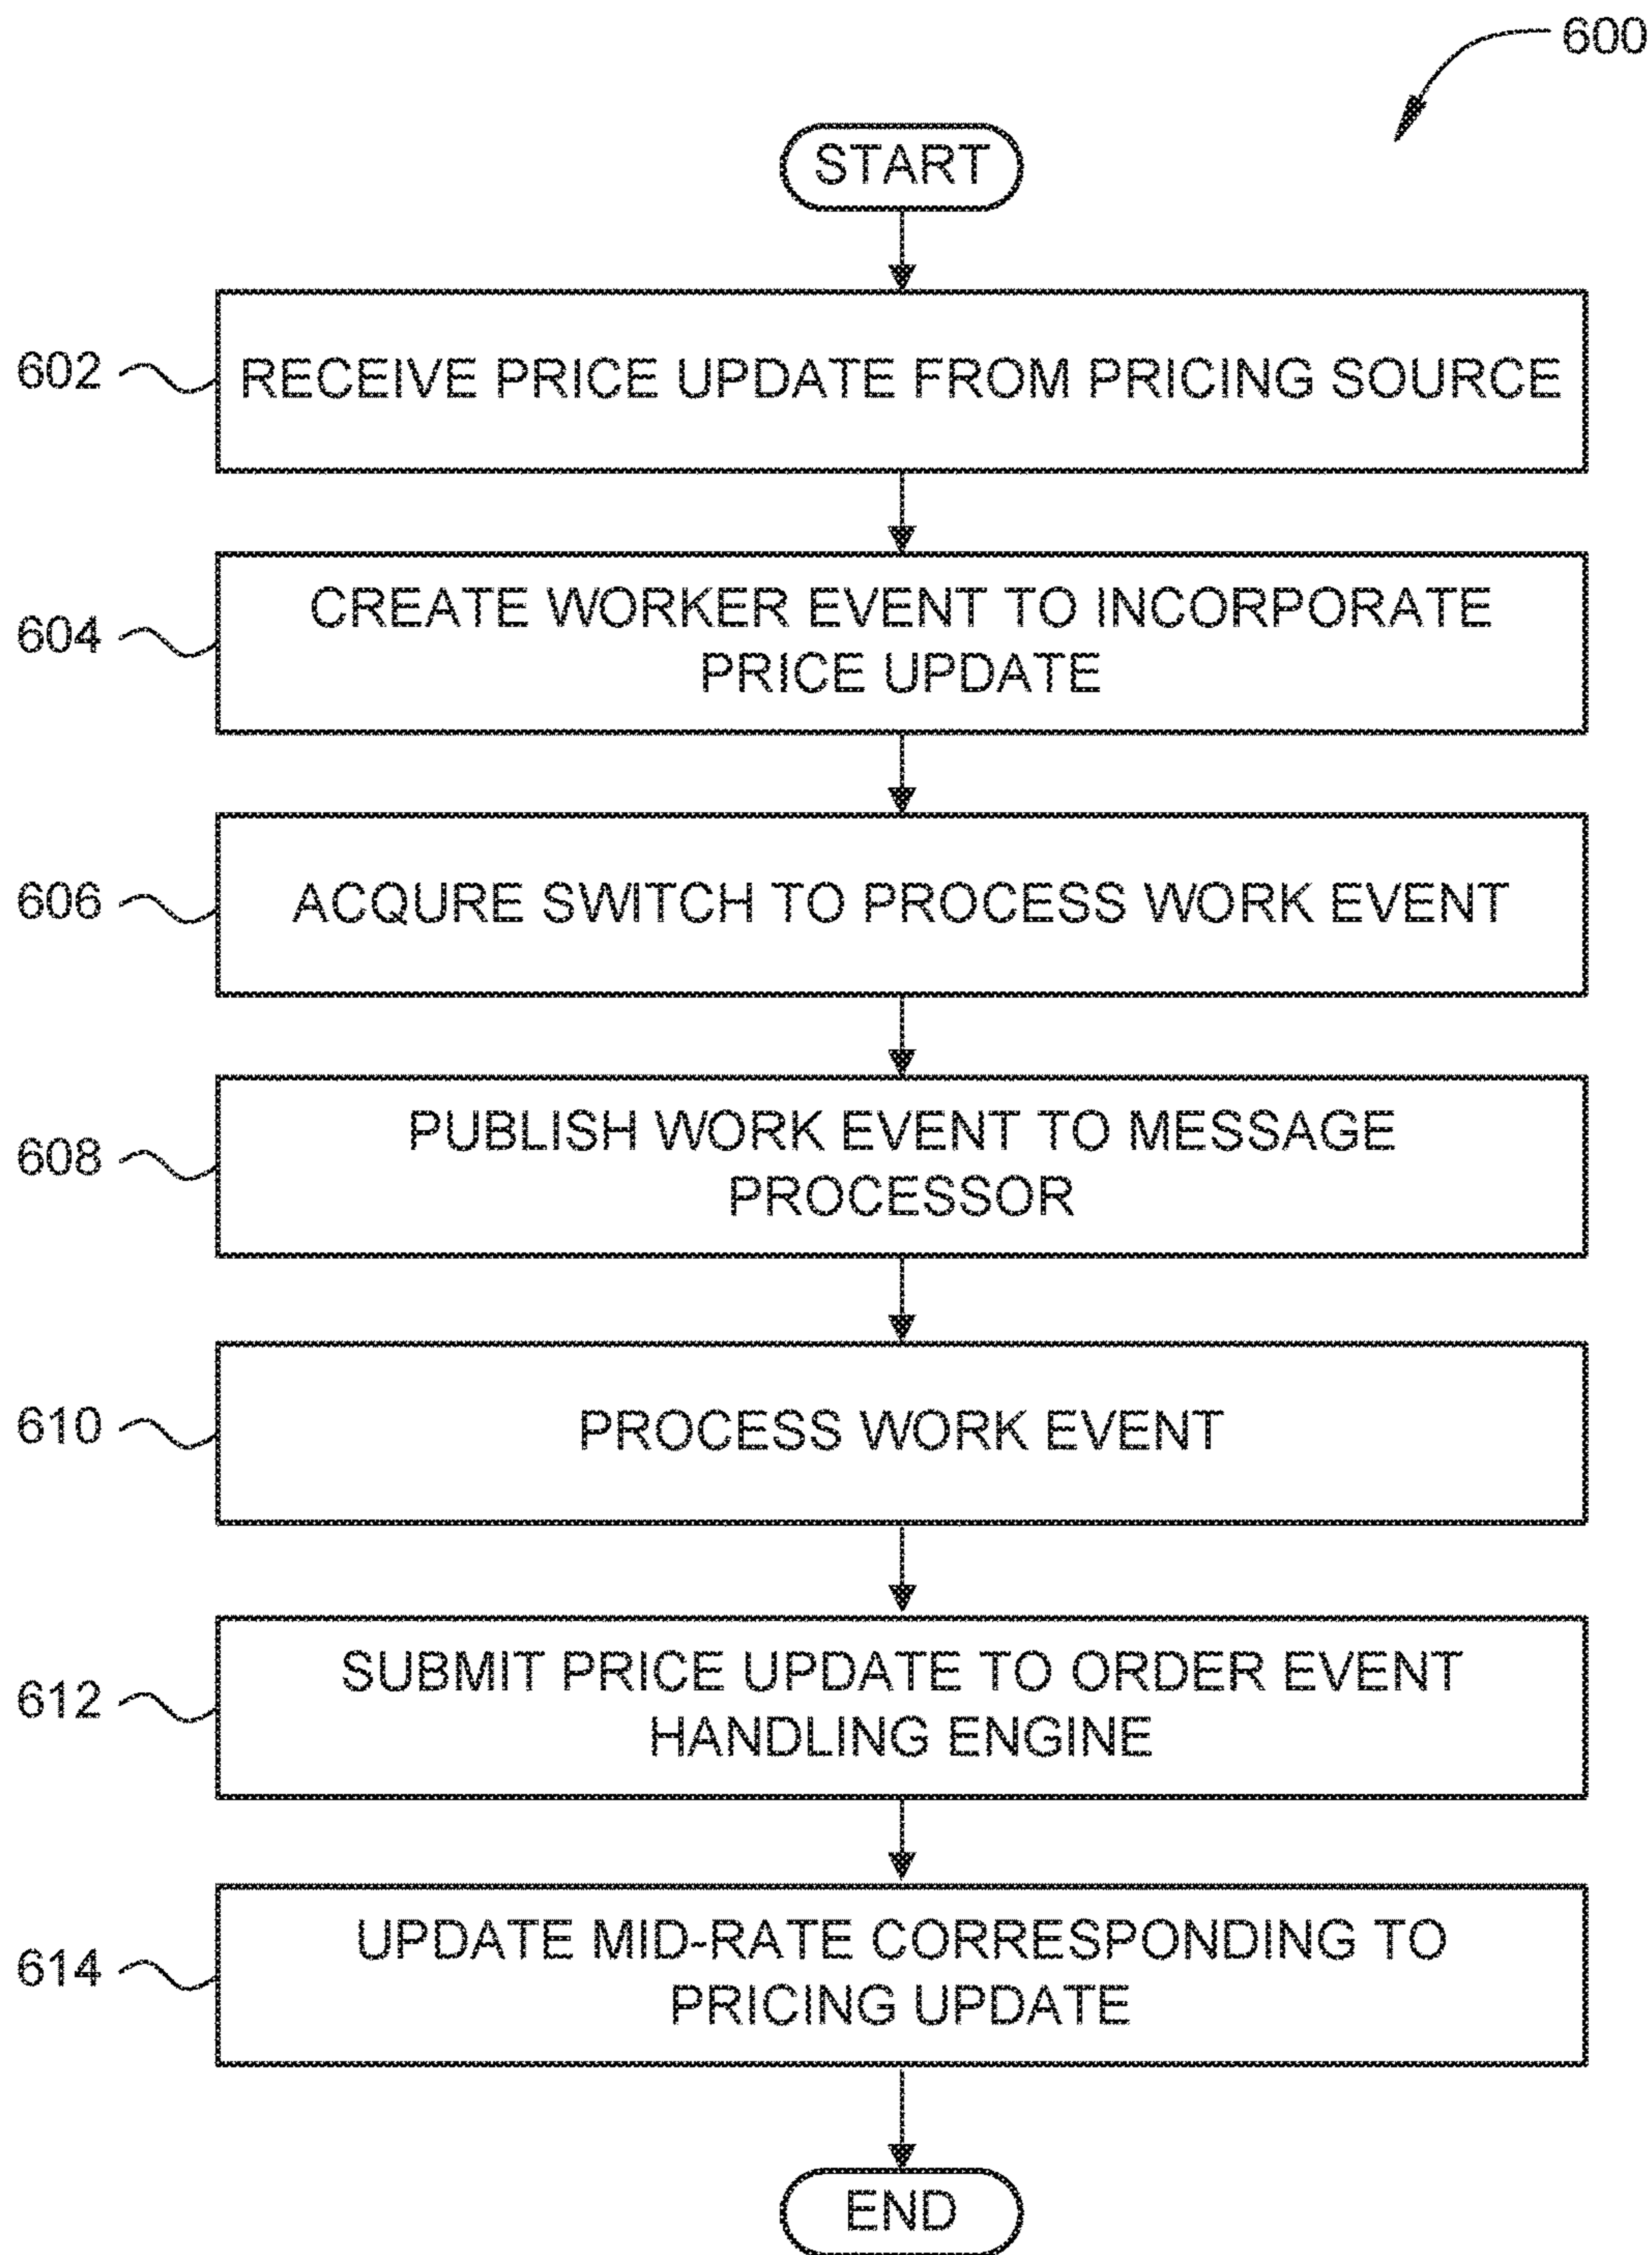 600
START
602
RECEIVE PRICE UPDATE FROM PRICING SOURCE
604
CREATE WORKER EVENT TO INCORPORATE
PRICE UPDATE
606
ACQURE SWITCH TO PROCESS WORK EVENT
608
PUBLISH WORK EVENT TO MESSAGE
PROCESSOR
610
PROCESS WORK EVENT
612
SUBMIT PRICE UPDATE TO ORDER EVENT
HANDLING ENGINE
614
UPDATE MID-RATE CORRESPONDING TO
PRICING UPDATE
END